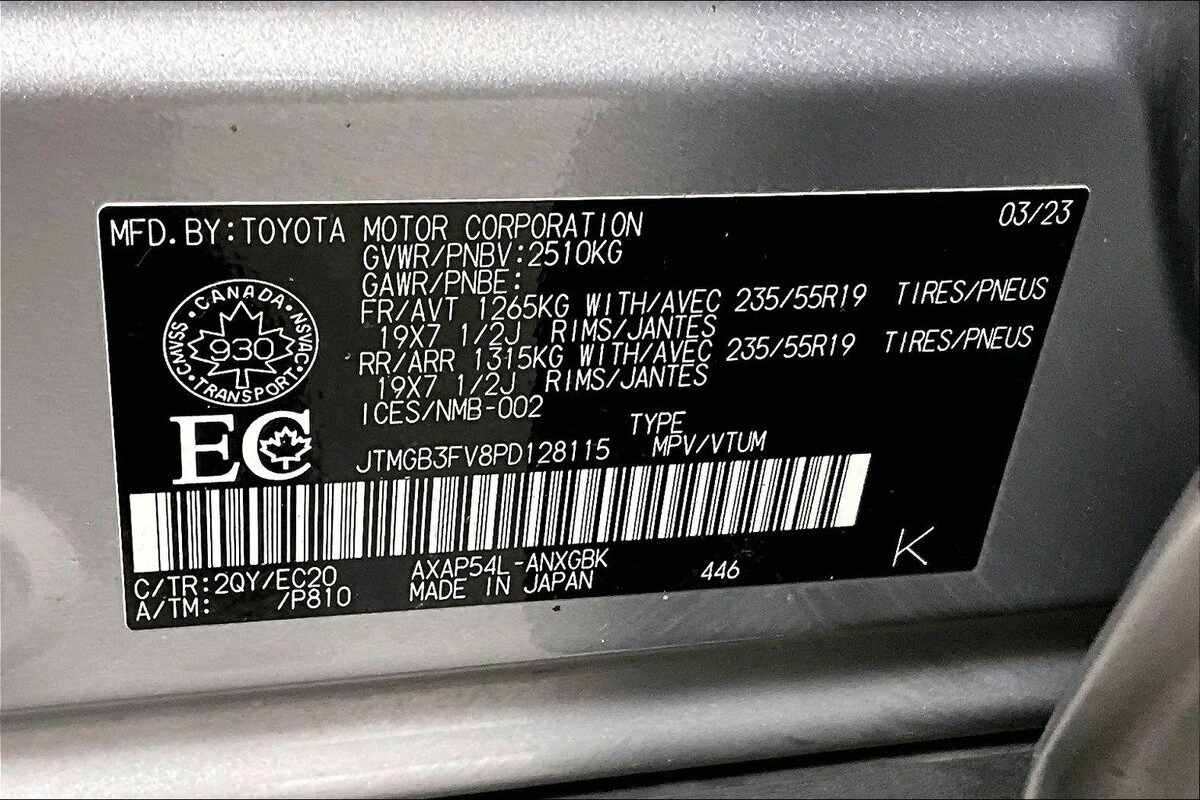 MFD. BY: TOYOTA MOTOR CORPORATION 03/23
GVWR/PNBV: 2510KG
GAWR/PNBE:
FR/AVT 1265KG WITH/AVEC 235/55R19 TIRES/PNEUS
19X7 1/2J RIMS/JANTES
RR/ARR 1315KG WITH/AVEC 235/55R19 TIRES/PNEUS
19X7 1/2J RIMS/JANTES
ICES/NMB-002
CANADA
CMVSS 930 NSVAC
TRANSPORT
EC
TYPE
JTMGB3FV8PD128115 MPV/VTUM
C/TR: 2QY/EC20 AXAP54L-ANXGBK 446 K
A/TM: /P810 MADE IN JAPAN